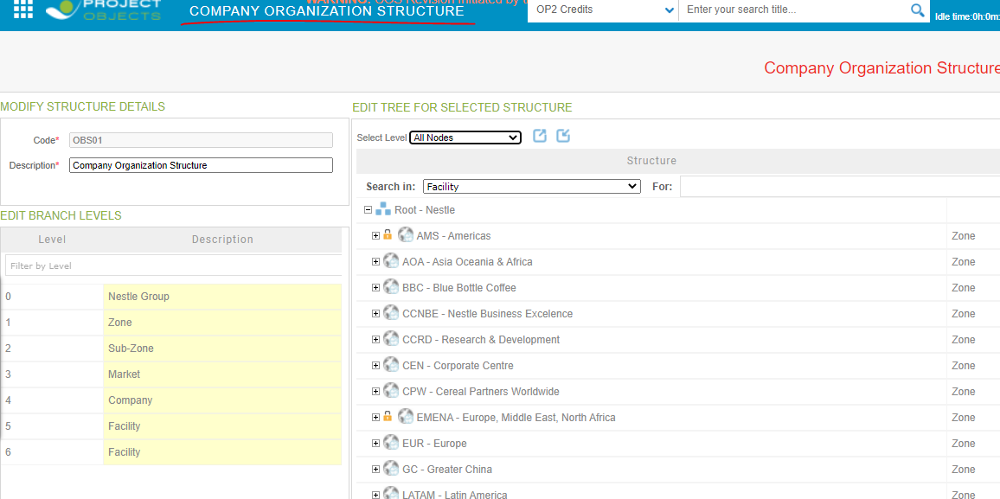 PROJECT
OBJECTS
COMPANY ORGANIZATION STRUCTURE
WARNING: OOS Revision initiated by
OP2 Credits
Enter your search title...
Idle time:0h:0m:
Company Organization Structure
MODIFY STRUCTURE DETAILS
Code* OBS01
Description* Company Organization Structure
EDIT BRANCH LEVELS
Level Description
Filter by Level
0 Nestle Group
1 Zone
2 Sub-Zone
3 Market
4 Company
5 Facility
6 Facility
EDIT TREE FOR SELECTED STRUCTURE
Select Level All Nodes
Structure
Search in: Facility For:
Root - Nestle
AMS - Americas Zone
AOA - Asia Oceania & Africa Zone
BBC - Blue Bottle Coffee Zone
CCNBE - Nestle Business Excelence Zone
CCRD - Research & Development Zone
CEN - Corporate Centre Zone
CPW - Cereal Partners Worldwide Zone
EMENA - Europe, Middle East, North Africa Zone
EUR - Europe Zone
GC - Greater China Zone
LATAM - Latin America Zone